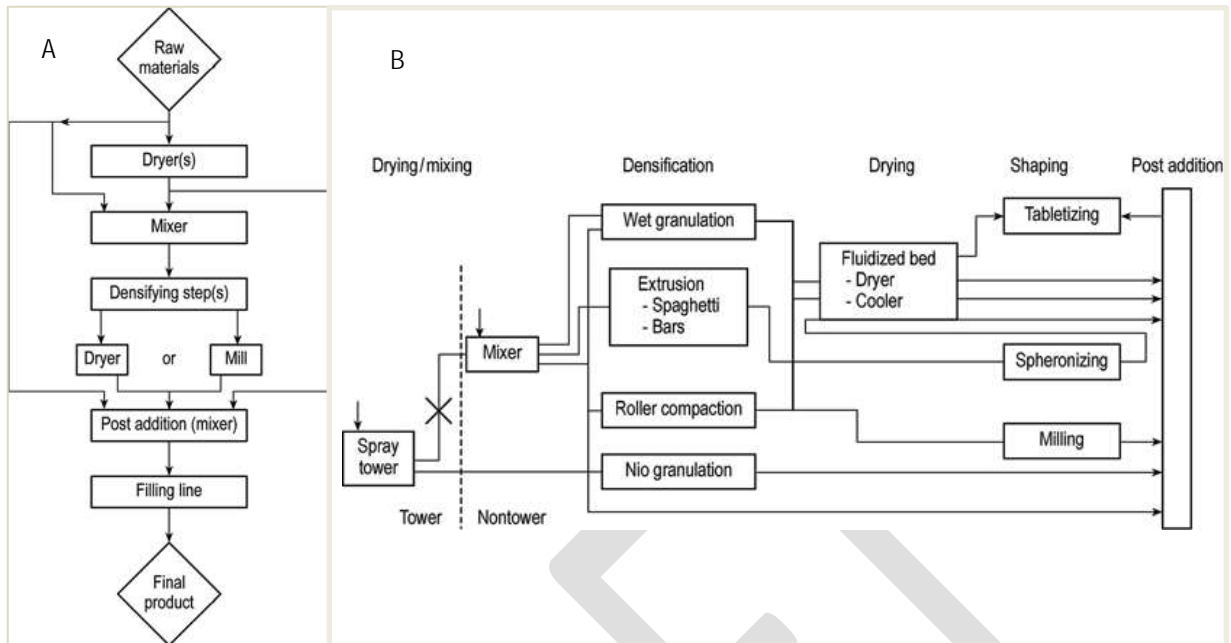 A
Raw
materials
Dryer(s)
Mixer
Densifying step(s)
Dryer
or
Mill
Post addition (mixer)
Filling line
Final
product
B
Drying/mixing
Densification
Drying
Shaping
Post addition
Wet granulation
Tabletizing
Fluidized bed
- Dryer
- Cooler
Extrusion
- Spaghetti
- Bars
Mixer
Spheronizing
Roller compaction
Milling
Spray
tower
Nio granulation
Tower
Nontower